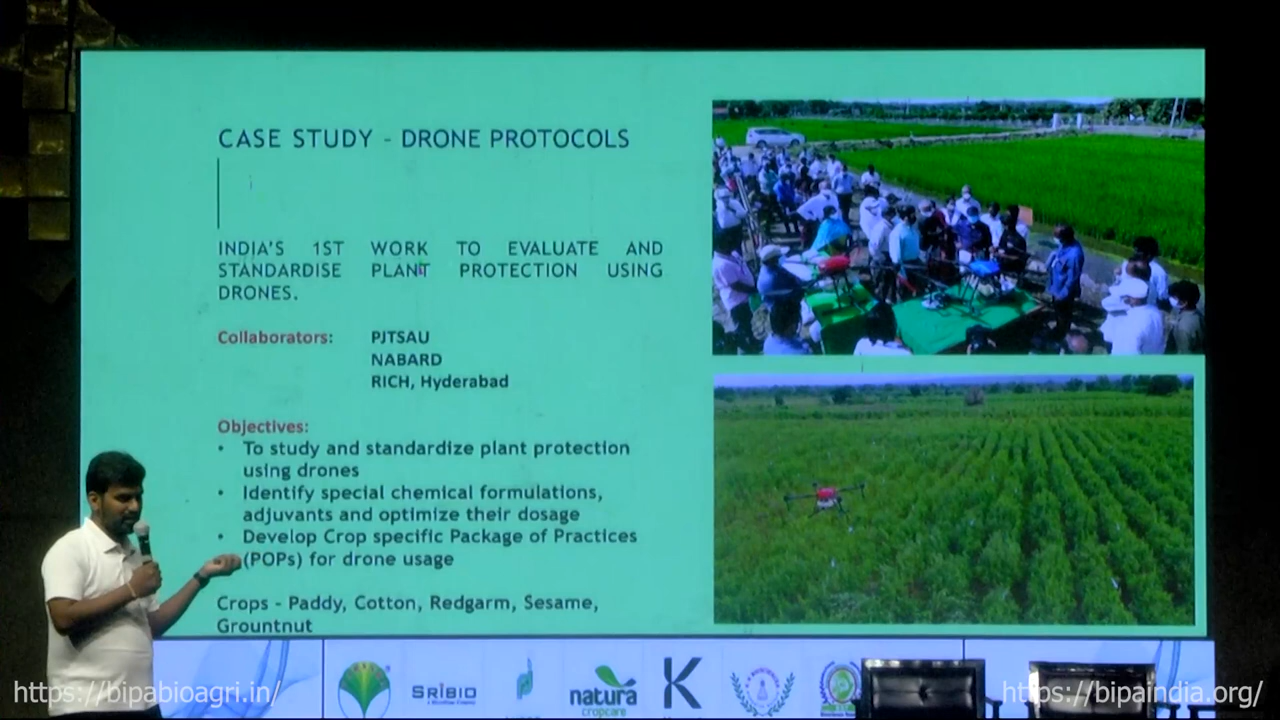 CASE STUDY - DRONE PROTOCOLS
INDIA'S 1ST WORK TO EVALUATE AND
STANDARDISE PLANT PROTECTION USING
DRONES.
Collaborators: PJTSAU
NABARD
RICH, Hyderabad
Objectives:
• To study and standardize plant protection
using drones
• Identify special chemical formulations,
adjuvants and optimize their dosage
• Develop Crop specific Package of Practices
(POPs) for drone usage
Crops - Paddy, Cotton, Redgarm, Sesame,
Grountnut
SRIBIO
natura
cropcare
K
https://bipabioagri.in/
https://bipaindia.org/